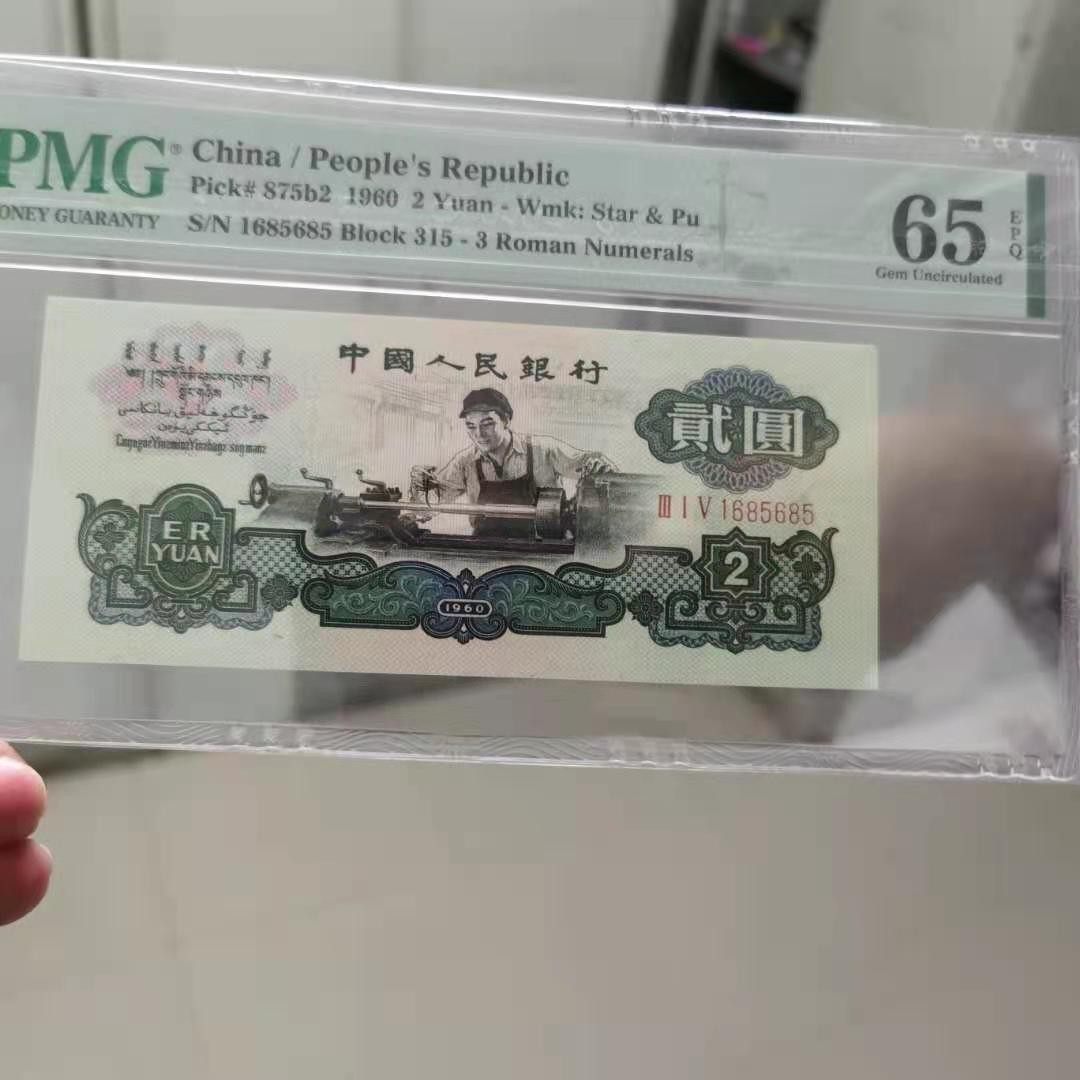 PMG® China / People's Republic
Pick# 875b2 1960 2 Yuan - Wmk: Star & Pu
ONEY GUARANTY S/N 1685685 Block 315 - 3 Roman Numerals
65 EPQ
Gem Uncirculated
中國人民銀行
貳圓
Ⅲ Ⅰ Ⅴ 1685685
ER
YUAN
2
1960